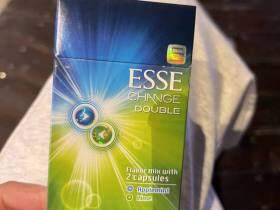 ESSE
CHANGE
DOUBLE
Flavor mix with
2 capsules